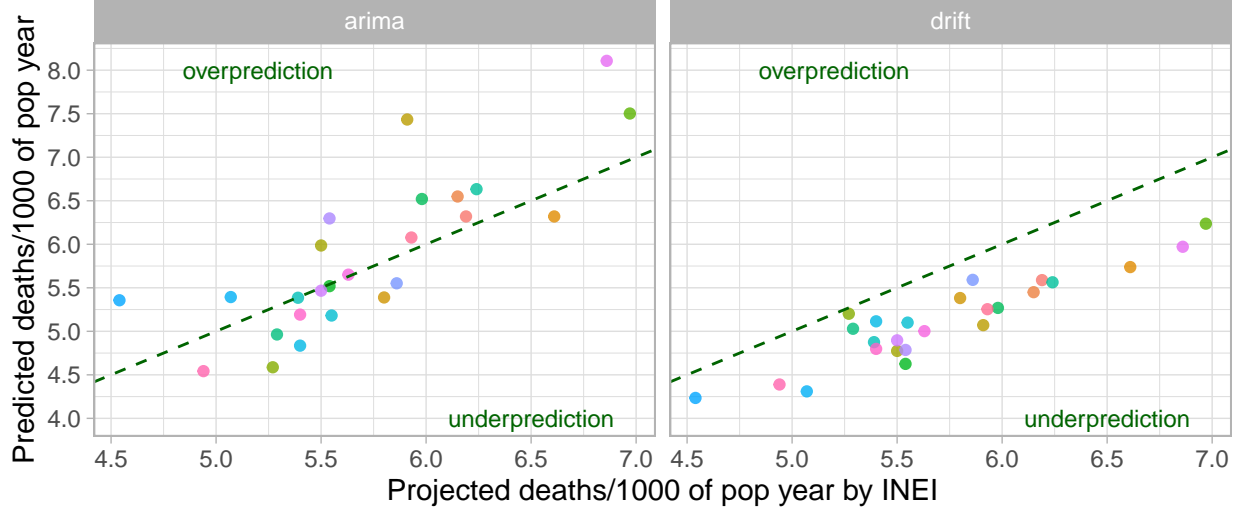 arima
drift
Predicted deaths/1000 of pop year
8.0
7.5
7.0
6.5
6.0
5.5
5.0
4.5
4.0
overprediction
underprediction
overprediction
underprediction
4.5 5.0 5.5 6.0 6.5 7.0
4.5 5.0 5.5 6.0 6.5 7.0
Projected deaths/1000 of pop year by INEI